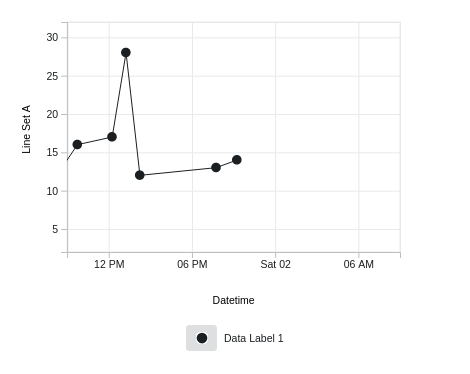 30
25
20
15
10
5
Line Set A
12 PM
06 PM
Sat 02
06 AM
Datetime
Data Label 1